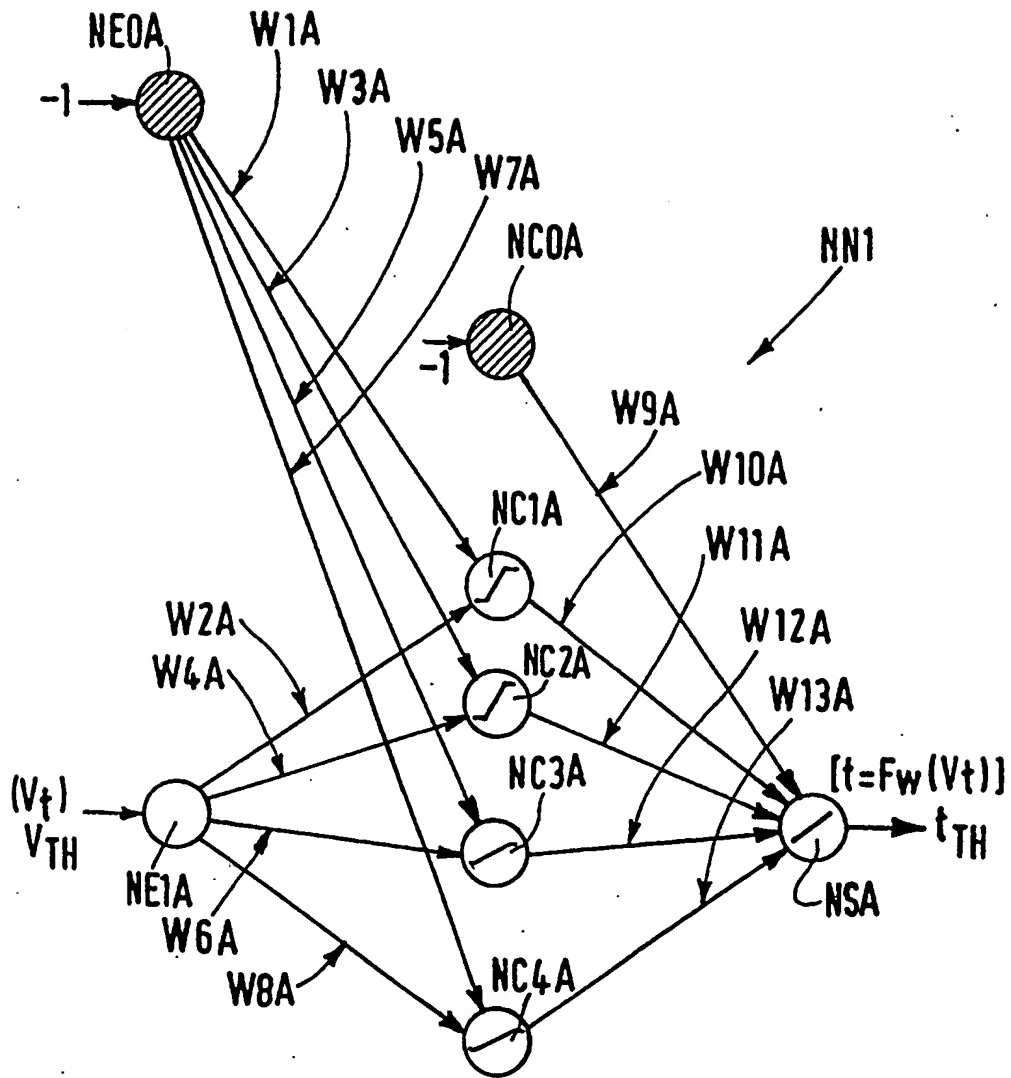 NE0A
W1A
-1
W3A
W5A
W7A
NC0A
NN1
-1
W9A
W10A
NC1A
W11A
W2A
W12A
W4A
NC2A
W13A
NC3A
(Vt)
[t=Fw(Vt)]
VTH
tTH
NE1A
NSA
W6A
W8A
NC4A